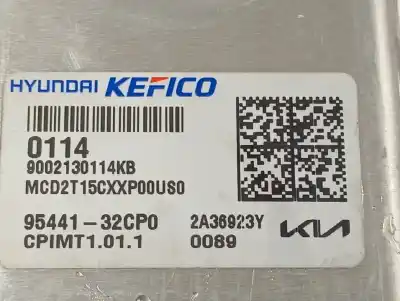 HYUNDAI KEFICO
0114
9002130114KB
MCD2T15CXXP00US0
95441-32CP0 2A36923Y
CPIMT1.01.1 0089 KIA